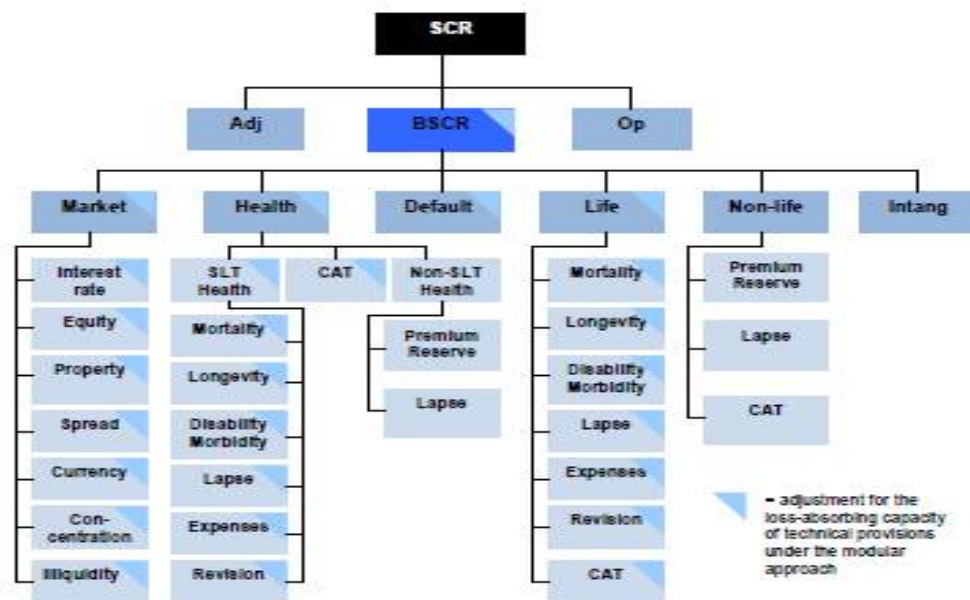 SCR
Adj
BSCR
Op
Market
Health
Default
Life
Non-life
Intang
Interest
rate
Equity
Property
Spread
Currency
Con-
centration
Illiquidity
SLT
Health
CAT
Non-SLT
Health
Mortality
Longevity
Disability
Morbidity
Lapse
Expenses
Revision
Premium
Reserve
Lapse
Mortality
Longevity
Disability
Morbidity
Lapse
Expenses
Revision
CAT
Premium
Reserve
Lapse
CAT
= adjustment for the
loss-absorbing capacity
of technical provisions
under the modular
approach